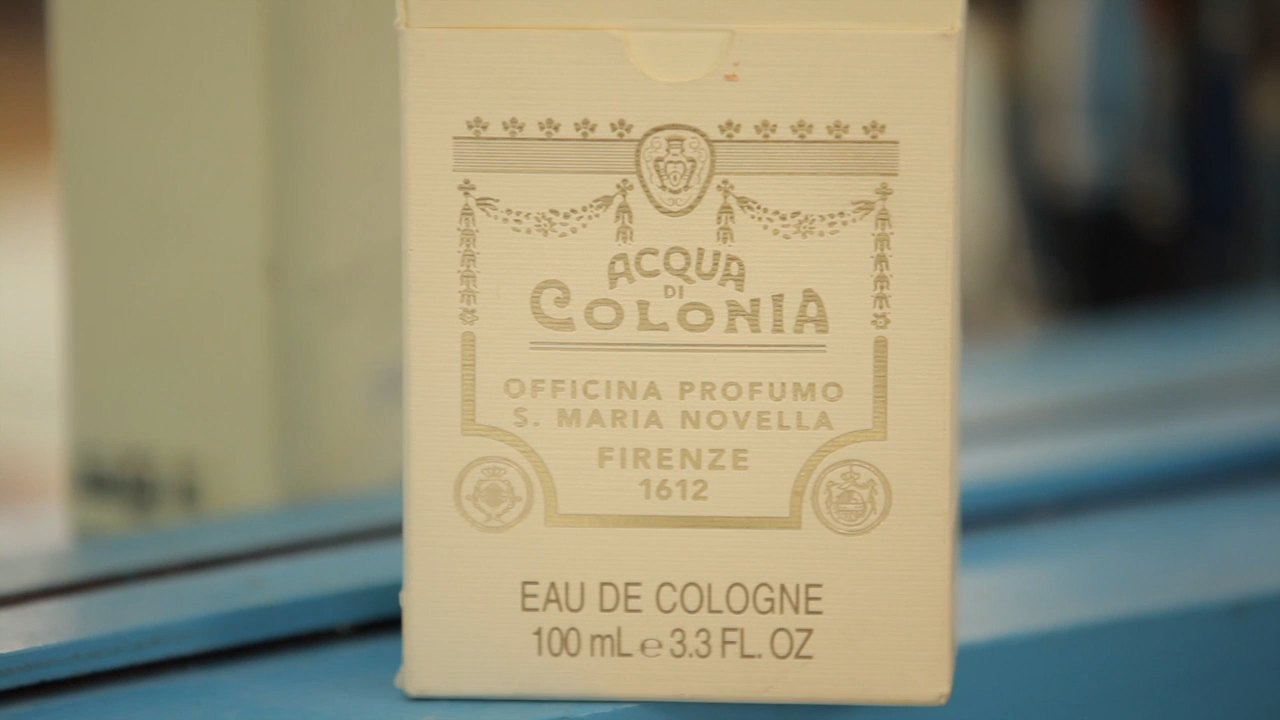 ACQUA
DI
COLONIA
OFFICINA PROFUMO
S. MARIA NOVELLA
FIRENZE
1612
EAU DE COLOGNE
100 mL e 3.3 FL. OZ